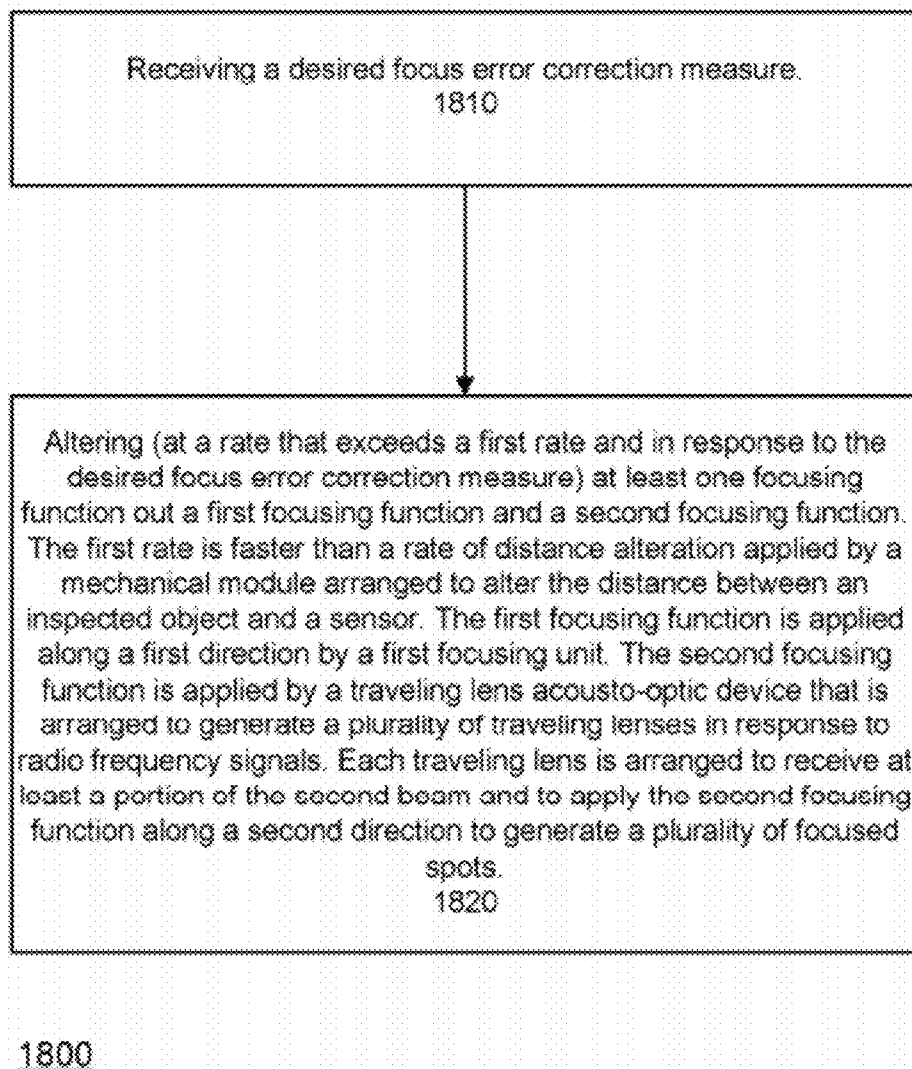 Receiving a desired focus error correction measure.
1810
Altering (at a rate that exceeds a first rate and in response to the
desired focus error correction measure) at least one focusing
function out a first focusing function and a second focusing function.
The first rate is faster than a rate of distance alteration applied by a
mechanical module arranged to alter the distance between an
inspected object and a sensor. The first focusing function is applied
along a first direction by a first focusing unit. The second focusing
function is applied by a traveling lens acousto-optic device that is
arranged to generate a plurality of traveling lenses in response to
radio frequency signals. Each traveling lens is arranged to receive at
least a portion of the second beam and to apply the second focusing
function along a second direction to generate a plurality of focused
spots.
1820
1800